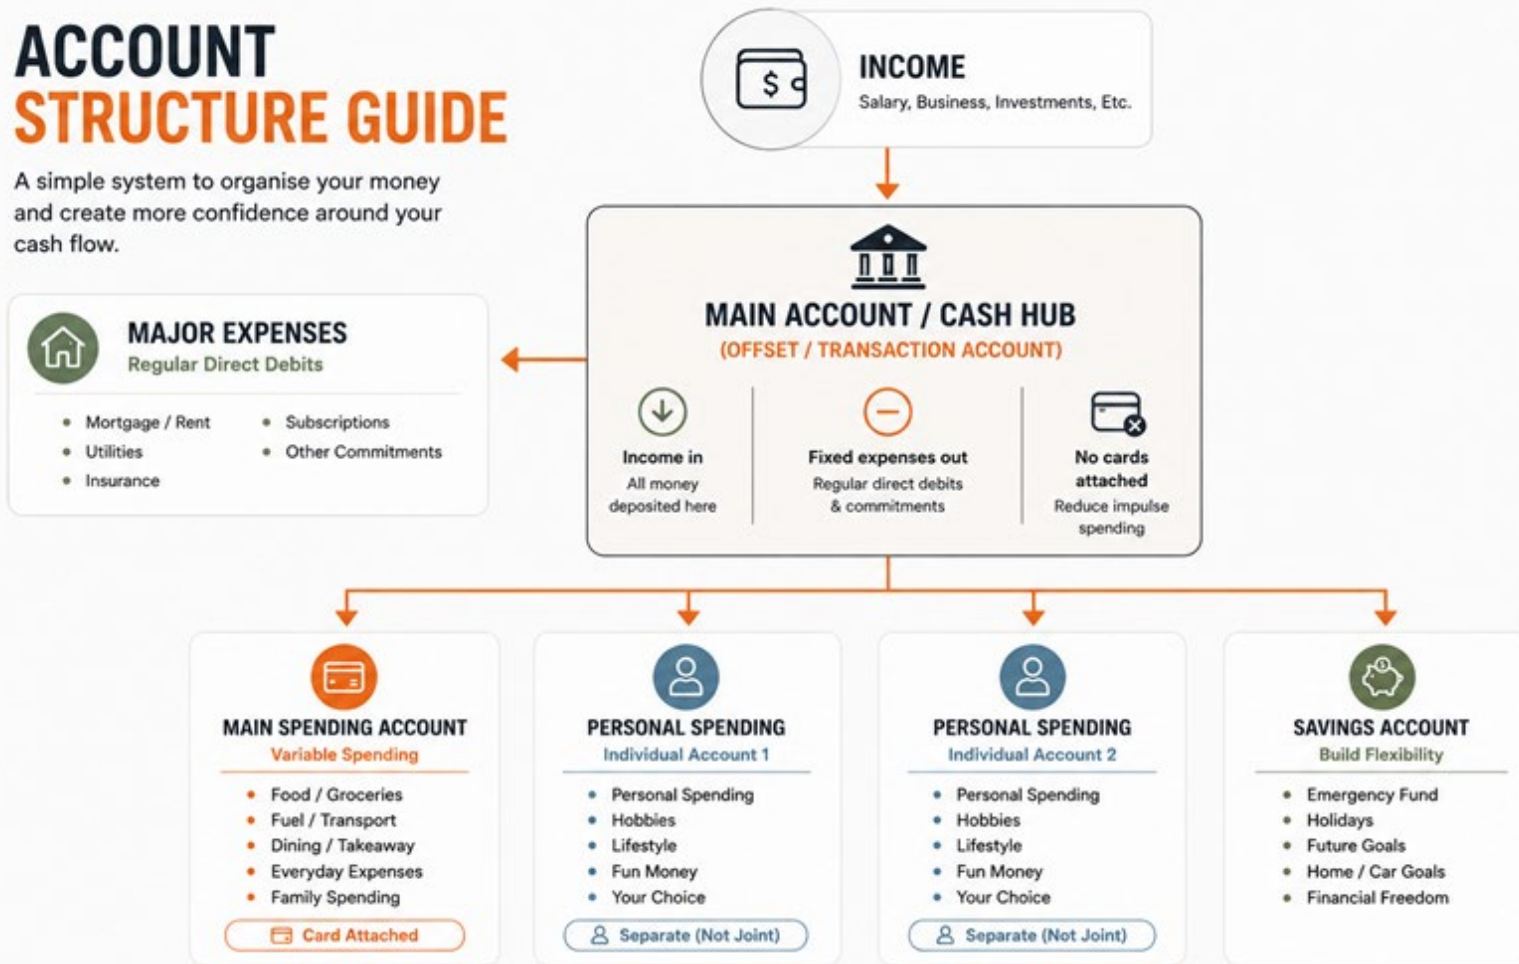 ACCOUNT
STRUCTURE GUIDE
A simple system to organise your money
and create more confidence around your
cash flow.
$
INCOME
Salary, Business, Investments, Etc.
MAJOR EXPENSES
Regular Direct Debits
Mortgage / Rent
Utilities
Insurance
Subscriptions
Other Commitments
MAIN ACCOUNT / CASH HUB
(OFFSET / TRANSACTION ACCOUNT)
Income in
All money
deposited here
Fixed expenses out
Regular direct debits
& commitments
No cards
attached
Reduce impulse
spending
MAIN SPENDING ACCOUNT
Variable Spending
Food / Groceries
Fuel / Transport
Dining / Takeaway
Everyday Expenses
Family Spending
Card Attached
PERSONAL SPENDING
Individual Account 1
Personal Spending
Hobbies
Lifestyle
Fun Money
Your Choice
Separate (Not Joint)
PERSONAL SPENDING
Individual Account 2
Personal Spending
Hobbies
Lifestyle
Fun Money
Your Choice
Separate (Not Joint)
SAVINGS ACCOUNT
Build Flexibility
Emergency Fund
Holidays
Future Goals
Home / Car Goals
Financial Freedom